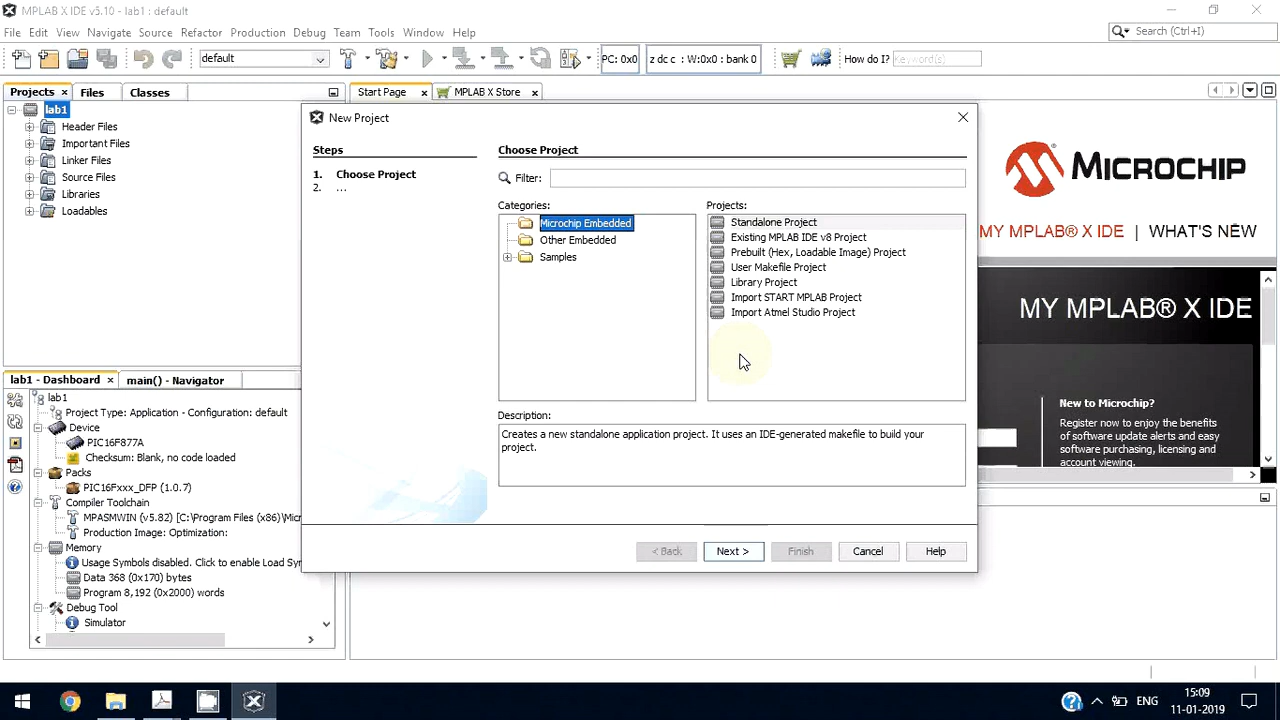 MPLAB X IDE v5.10 - lab1 : default
File Edit View Navigate Source Refactor Production Debug Team Tools Window Help
Search (Ctrl+I)
default
PC: 0x0
z dc c : W:0x0 : bank 0
How do I?
Keyword(s)
Projects
Files
Classes
Start Page
MPLAB X Store
lab1
Header Files
Important Files
Linker Files
Source Files
Libraries
Loadables
New Project
Steps
1. Choose Project
2. ...
Choose Project
Filter:
Categories:
Microchip Embedded
Other Embedded
Samples
Projects:
Standalone Project
Existing MPLAB IDE v8 Project
Prebuilt (Hex, Loadable Image) Project
User Makefile Project
Library Project
Import START MPLAB Project
Import Atmel Studio Project
Description:
Creates a new standalone application project. It uses an IDE-generated makefile to build your
project.
< Back
Next >
Finish
Cancel
Help
MICROCHIP
MY MPLAB® X IDE | WHAT'S NEW
MY MPLAB® X IDE
New to Microchip?
Register now to enjoy the benefits
of software update alerts and easy
software purchasing, licensing and
account viewing.
lab1 - Dashboard
main() - Navigator
lab1
Project Type: Application - Configuration: default
Device
PIC16F877A
Checksum: Blank, no code loaded
Packs
PIC16Fxxx_DFP (1.0.7)
Compiler Toolchain
MPASMWIN (v5.82) [C:\Program Files (x86)\Micr
Production Image: Optimization:
Memory
Usage Symbols disabled. Click to enable Load Sym
Data 368 (0x170) bytes
Program 8,192 (0x2000) words
Debug Tool
Simulator
ENG
15:09
11-01-2019